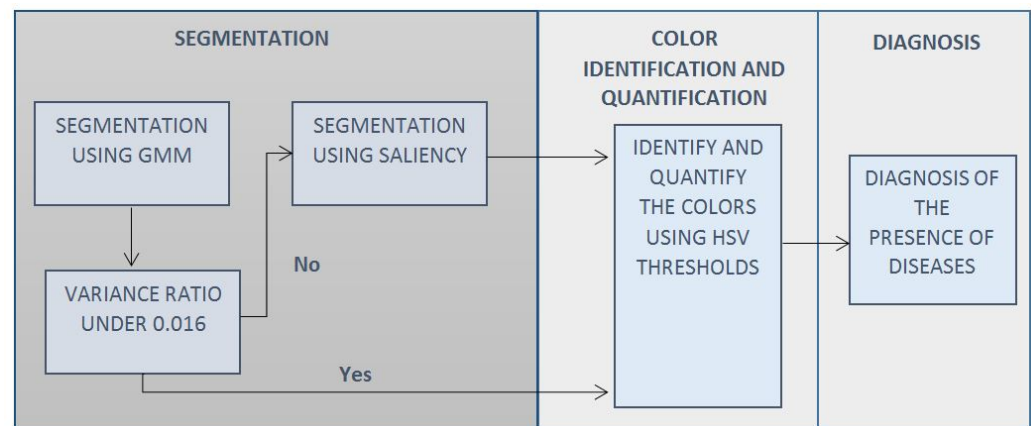 SEGMENTATION
SEGMENTATION
USING GMM
VARIANCE RATIO
UNDER 0.016
SEGMENTATION
USING SALIENCY
No
Yes
COLOR
IDENTIFICATION AND
QUANTIFICATION
IDENTIFY AND
QUANTIFY
THE COLORS
USING HSV
THRESHOLDS
DIAGNOSIS
DIAGNOSIS OF
THE
PRESENCE OF
DISEASES